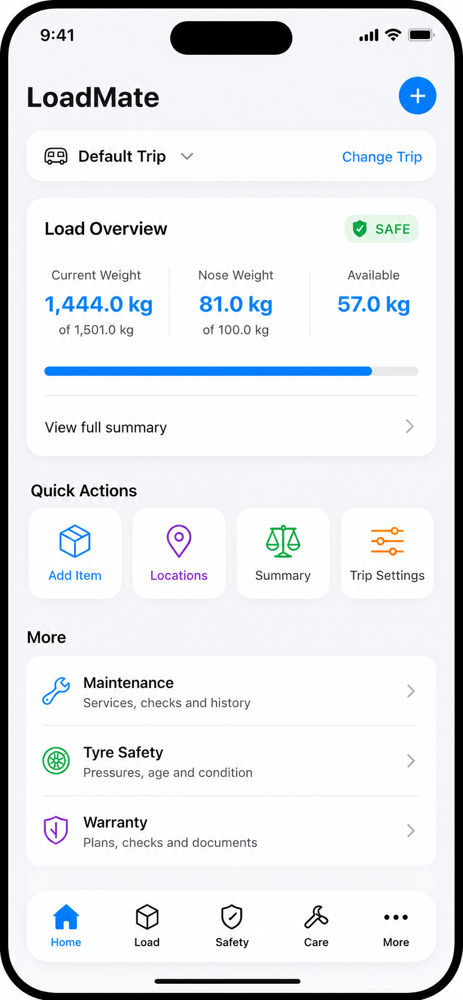 9:41
LoadMate
Default Trip
Change Trip
Load Overview
SAFE
Current Weight
Nose Weight
Available
1,444.0 kg
81.0 kg
57.0 kg
of 1,501.0 kg
of 100.0 kg
View full summary
Quick Actions
Add Item
Locations
Summary
Trip Settings
More
Maintenance
Services, checks and history
Tyre Safety
Pressures, age and condition
Warranty
Plans, checks and documents
Home
Load
Safety
Care
More